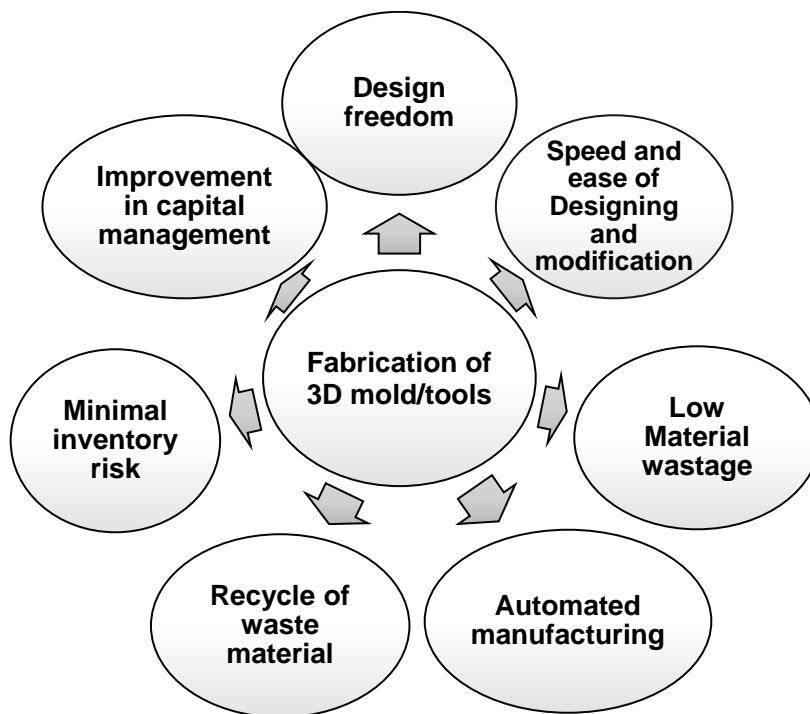 Design
freedom
Speed and
ease of
Designing
and
modification
Improvement
in capital
management
Fabrication of
3D mold/tools
Minimal
inventory
risk
Low
Material
wastage
Recycle of
waste
material
Automated
manufacturing